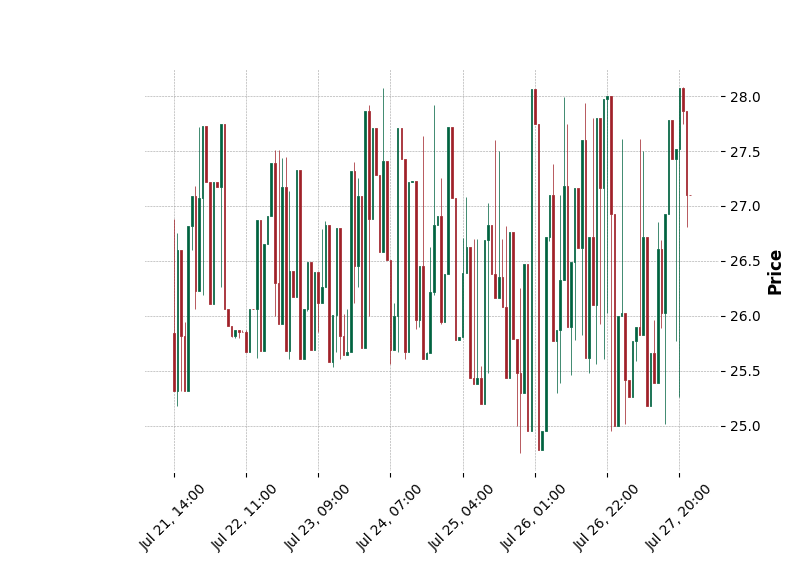 28.0
27.5
27.0
26.5
26.0
25.5
25.0
Price
Jul 21, 14:00
Jul 22, 11:00
Jul 23, 09:00
Jul 24, 07:00
Jul 25, 04:00
Jul 26, 01:00
Jul 26, 22:00
Jul 27, 20:00